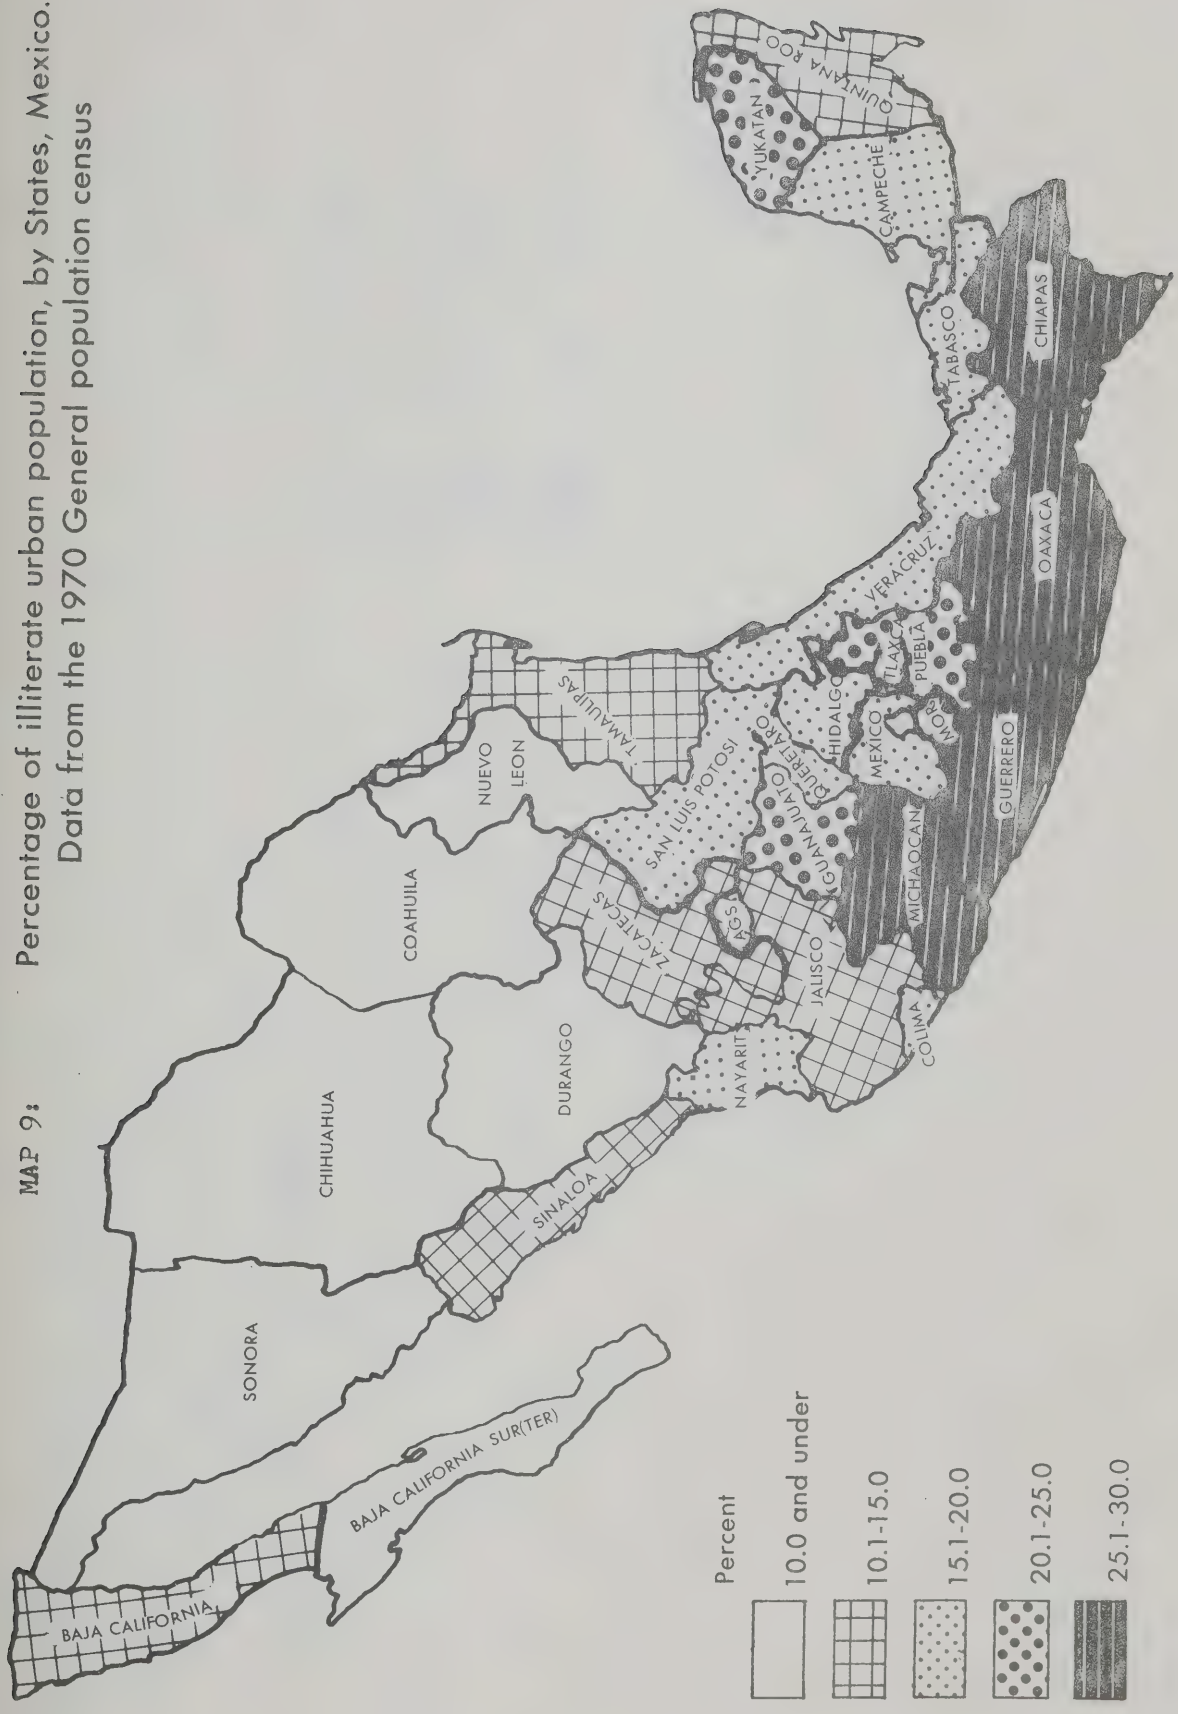 MAP 9: Percentage of illiterate urban population, by States, Mexico.
Data from the 1970 General population census
BAJA CALIFORNIA
BAJA CALIFORNIA SUR(TER)
SONORA
CHIHUAHUA
COAHUILA
NUEVO
LEON
TAMAULIPAS
SINALOA
DURANGO
ZACATECAS
SAN LUIS POTOSI
NAYARIT
AGS
JALISCO
GUANAJUATO
QUERETARO
HIDALGO
COLIMA
MICHAOCAN
MEXICO
MOR
TLAXCA
PUEBLA
VERACRUZ
GUERRERO
OAXACA
TABASCO
CHIAPAS
CAMPECHE
YUKATAN
QUINTANA ROO
Percent
10.0 and under
10.1-15.0
15.1-20.0
20.1-25.0
25.1-30.0